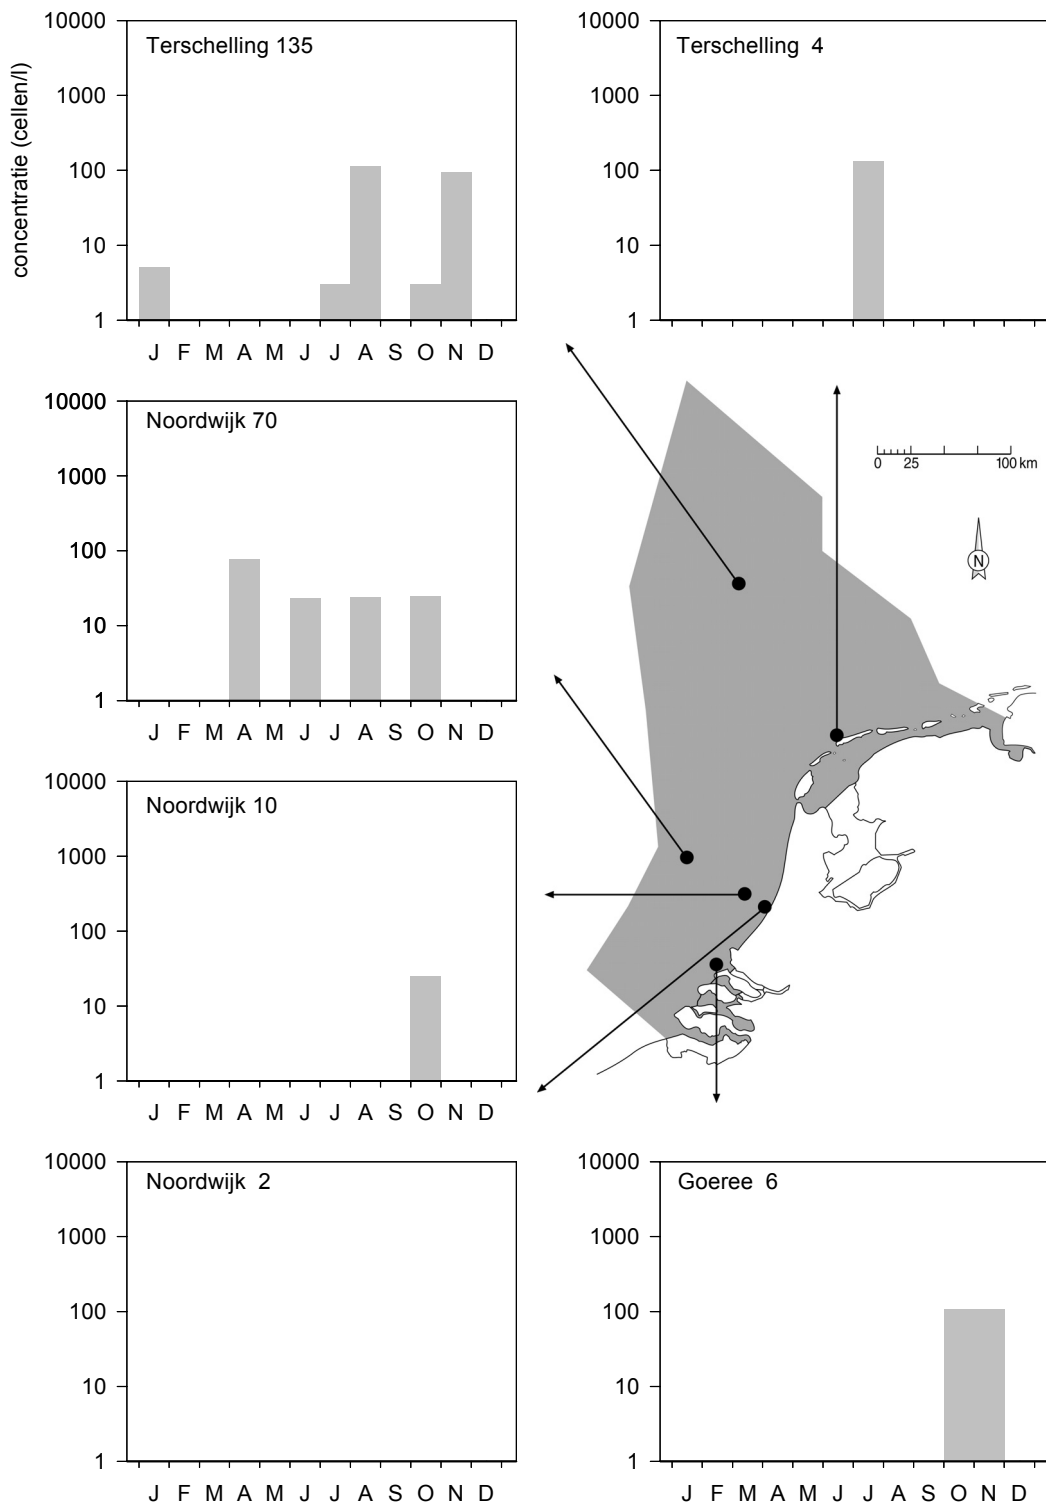 concentratie (cellen/l)
10000
1000
100
10
1
Terschelling 135
J F M A M J J A S O N D
10000
1000
100
10
1
Terschelling 4
10000
1000
100
10
1
Noordwijk 70
J F M A M J J A S O N D
0 25 100 km
N
10000
1000
100
10
1
Noordwijk 10
J F M A M J J A S O N D
10000
1000
100
10
1
Noordwijk 2
J F M A M J J A S O N D
10000
1000
100
10
1
Goeree 6
J F M A M J J A S O N D